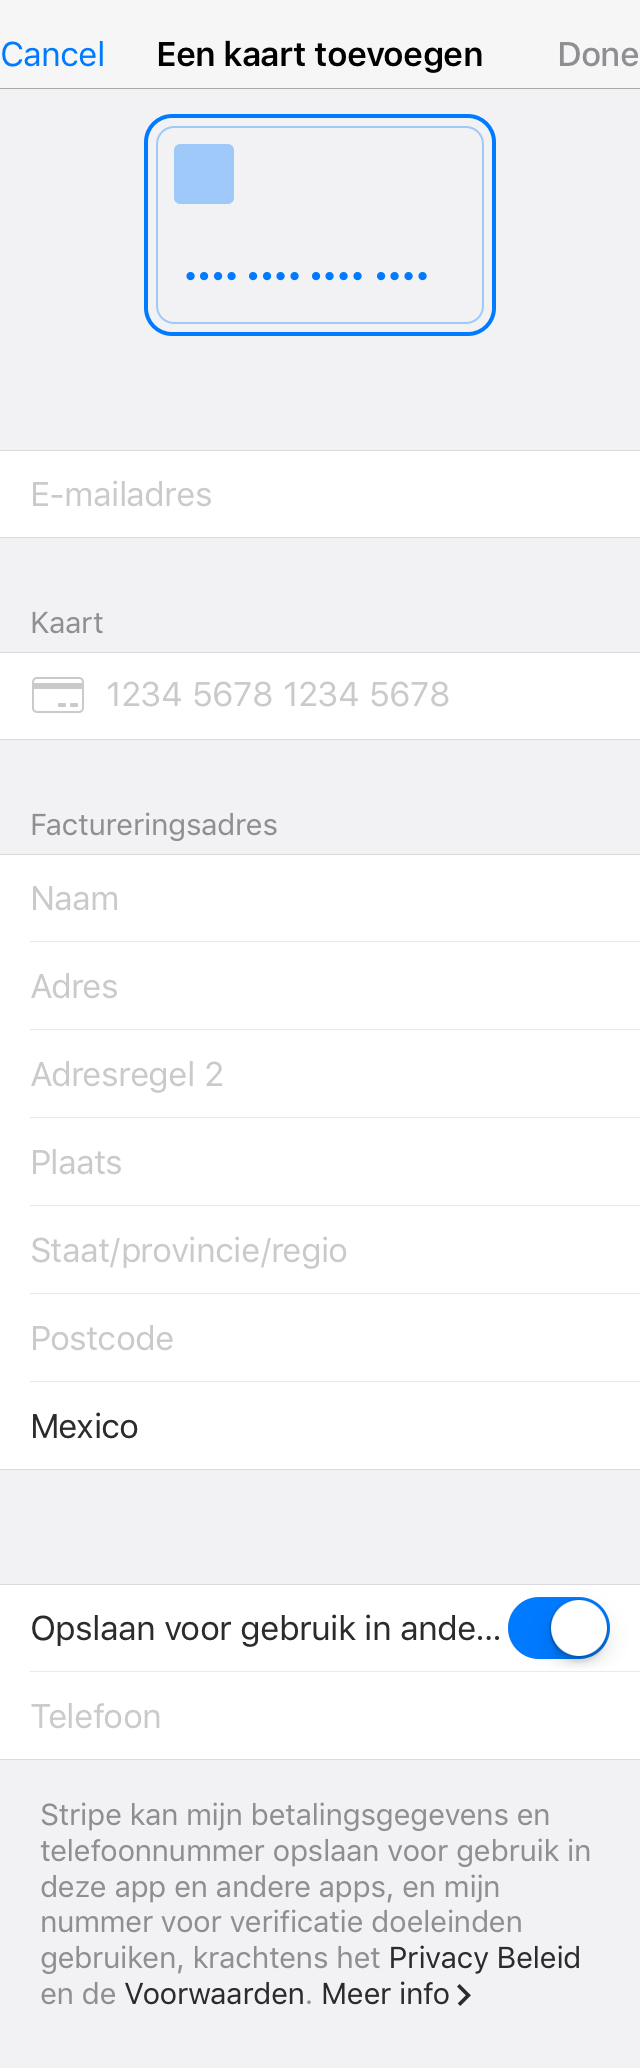 Cancel Een kaart toevoegen Done
•••• •••• •••• ••••
E-mailadres
Kaart
1234 5678 1234 5678
Factureringsadres
Naam
Adres
Adresregel 2
Plaats
Staat/provincie/regio
Postcode
Mexico
Opslaan voor gebruik in ande...
Telefoon
Stripe kan mijn betalingsgegevens en
telefoonnummer opslaan voor gebruik in
deze app en andere apps, en mijn
nummer voor verificatie doeleinden
gebruiken, krachtens het Privacy Beleid
en de Voorwaarden. Meer info